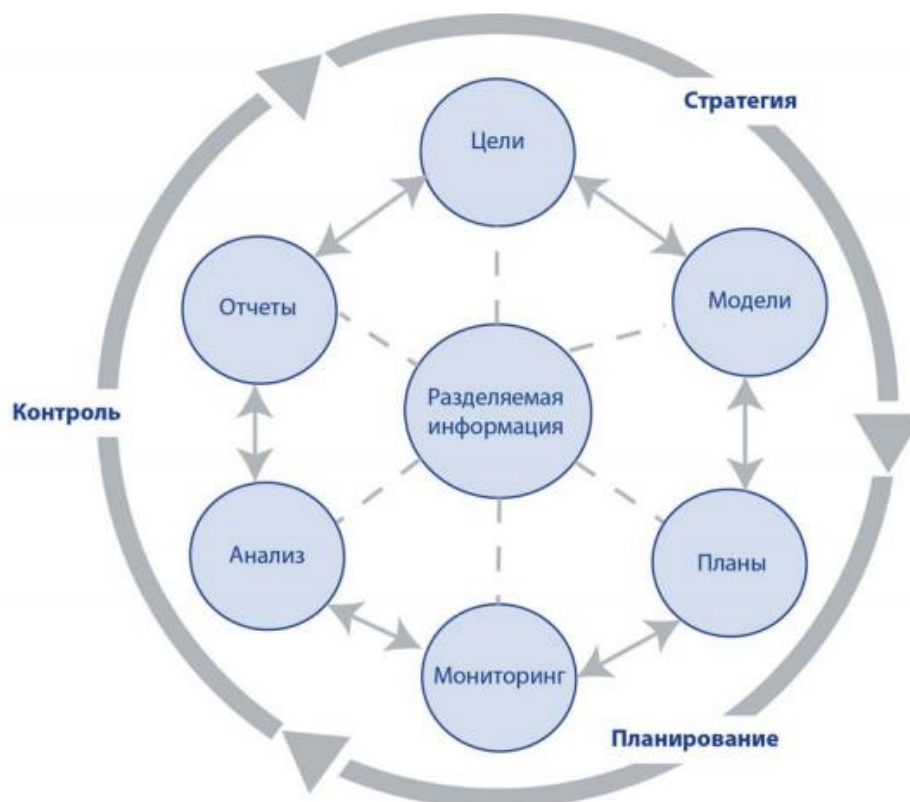 Стратегия
Цели
Отчеты
Модели
Разделяемая
информация
Контроль
Анализ
Планы
Мониторинг
Планирование